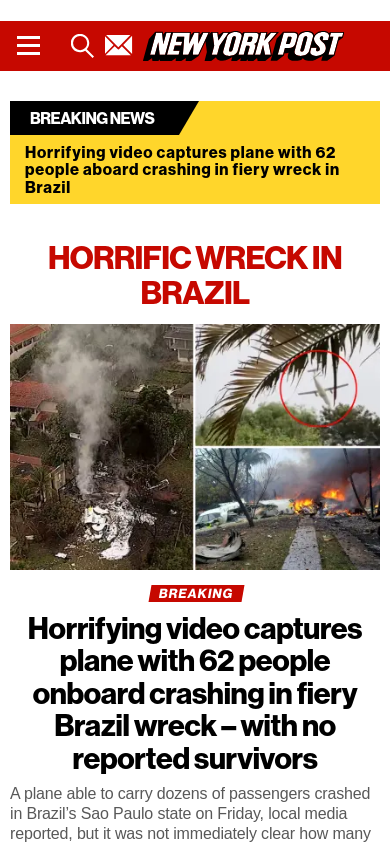 NEW YORK POST
BREAKING NEWS
Horrifying video captures plane with 62
people aboard crashing in fiery wreck in
Brazil
HORRIFIC WRECK IN
BRAZIL
BREAKING
Horrifying video captures
plane with 62 people
onboard crashing in fiery
Brazil wreck – with no
reported survivors
A plane able to carry dozens of passengers crashed
in Brazil’s Sao Paulo state on Friday, local media
reported, but it was not immediately clear how many